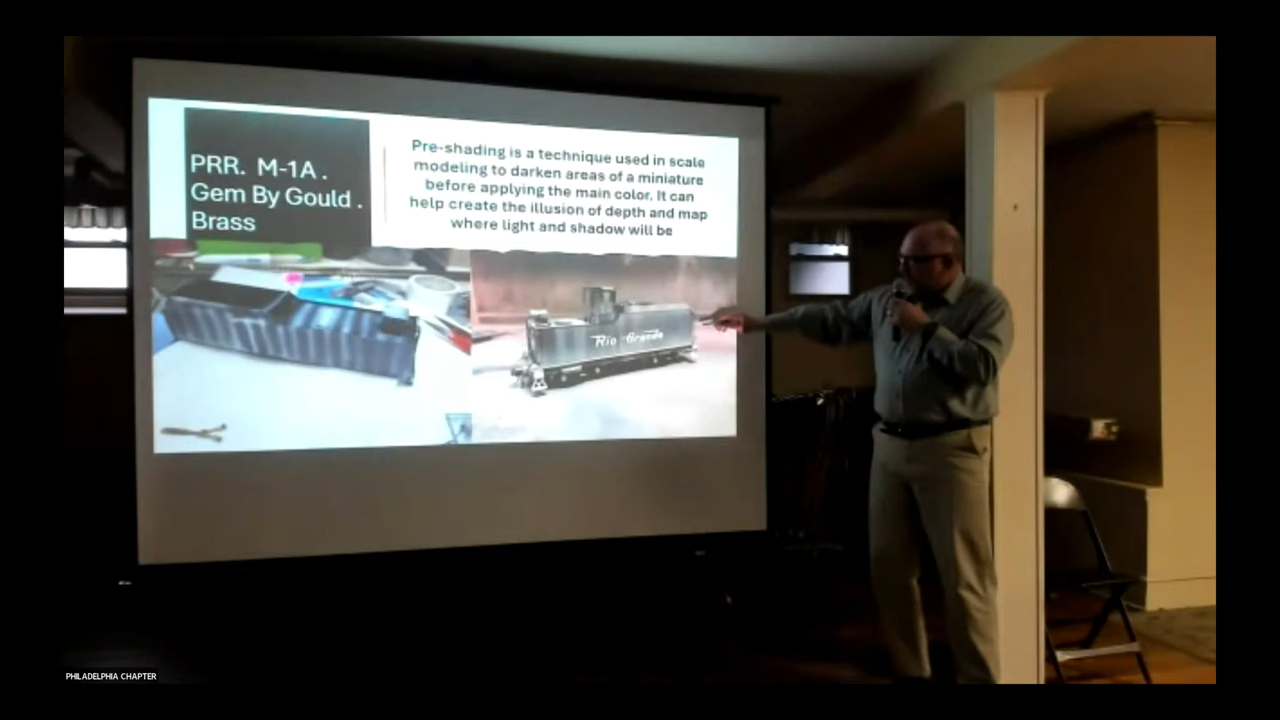 PRR. M-1A .
Gem By Gould .
Brass
Pre-shading is a technique used in scale
modeling to darken areas of a miniature
before applying the main color. It can
help create the illusion of depth and map
where light and shadow will be
Rio Grande
PHILADELPHIA CHAPTER